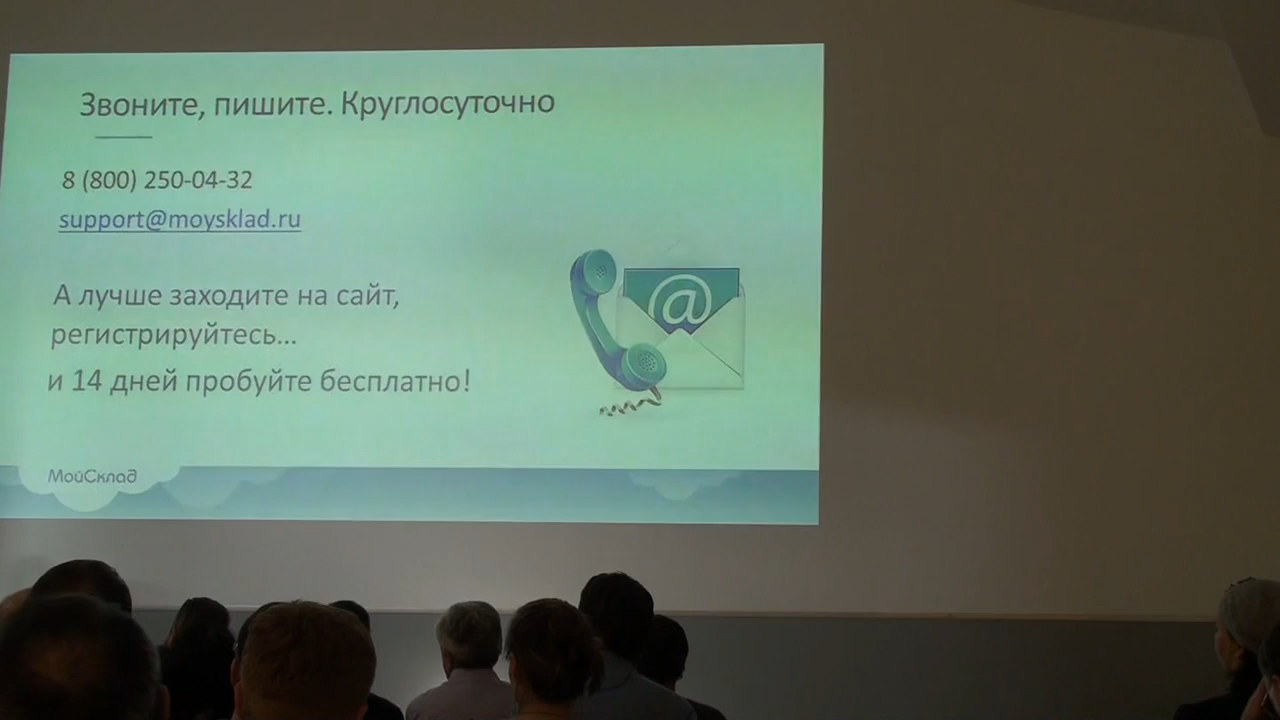 Звоните, пишите. Круглосуточно
8 (800) 250-04-32
support@moysklad.ru
А лучше заходите на сайт,
регистрируйтесь...
и 14 дней пробуйте бесплатно!
МойСклад
@